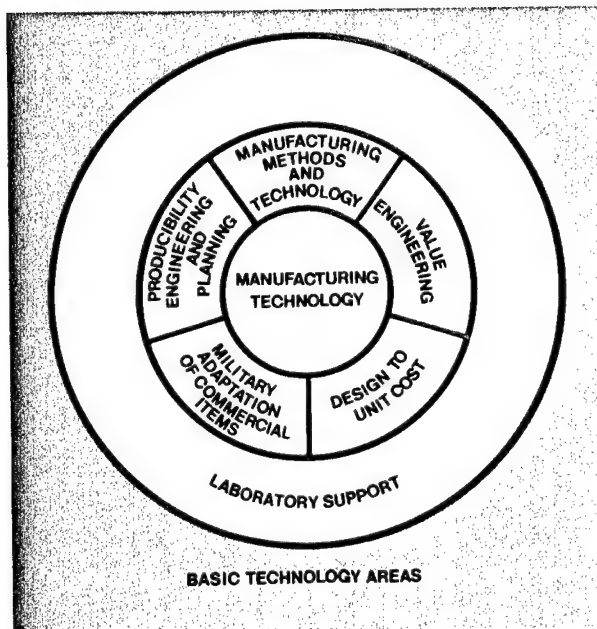 MANUFACTURING
METHODS
AND
TECHNOLOGY
VALUE
ENGINEERING
DESIGN TO
UNIT COST
MILITARY
ADAPTATION
OF COMMERCIAL
ITEMS
PRODUCIBILITY
ENGINEERING
AND
PLANNING
MANUFACTURING
TECHNOLOGY
LABORATORY SUPPORT
BASIC TECHNOLOGY AREAS